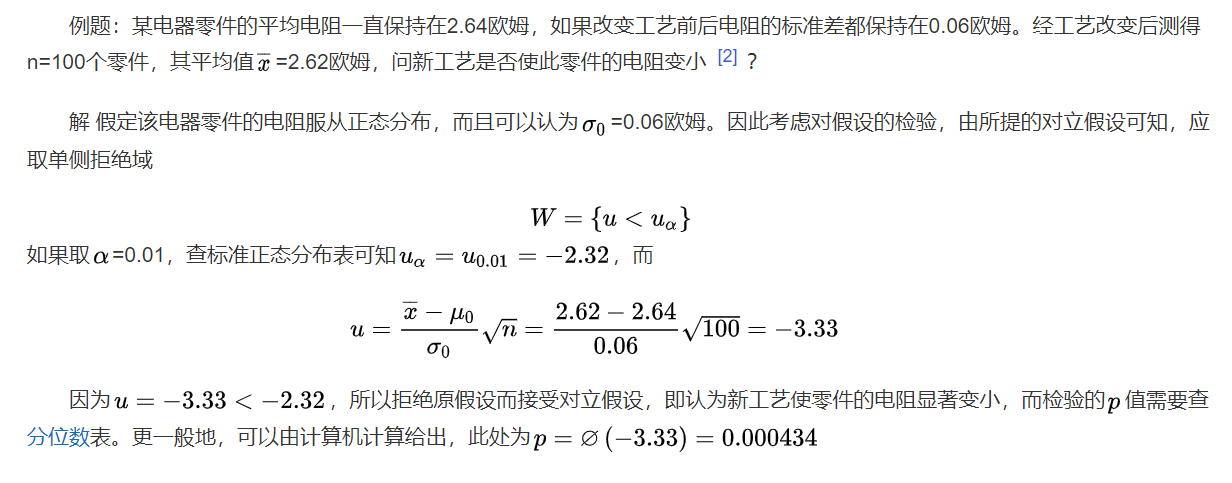 例题：某电器零件的平均电阻一直保持在2.64欧姆，如果改变工艺前后电阻的标准差都保持在0.06欧姆。经工艺改变后测得
n=100个零件，其平均值 x̅ =2.62欧姆，问新工艺是否使此零件的电阻变小 [2] ？
解 假定该电器零件的电阻服从正态分布，而且可以认为 σ₀ =0.06欧姆。因此考虑对假设的检验，由所提的对立假设可知，应
取单侧拒绝域
W = {u < u_α}
如果取 α=0.01，查标准正态分布表可知 u_α = u_{0.01} = −2.32，而
u = \frac{\overline{x} − μ₀}{σ₀} \sqrt{n} = \frac{2.62 − 2.64}{0.06} \sqrt{100} = −3.33
因为 u = −3.33 < −2.32，所以拒绝原假设而接受对立假设，即认为新工艺使零件的电阻显著变小，而检验的 p 值需要查
分位数表。更一般地，可以由计算机计算给出，此处为 p = ∅ (−3.33) = 0.000434